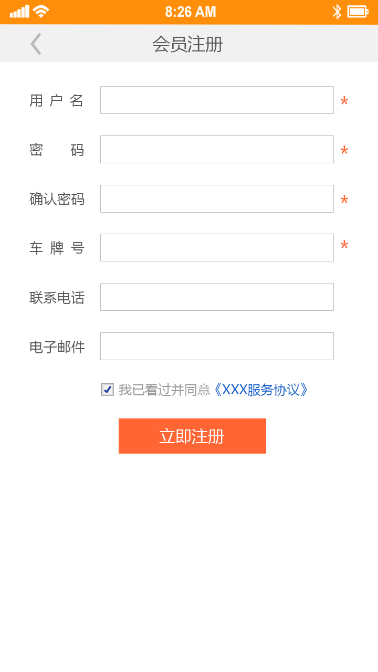 8:26 AM
会员注册
用户名 *
密码 *
确认密码 *
车牌号 *
联系电话
电子邮件
我已看过并同意《XXX服务协议》
立即注册